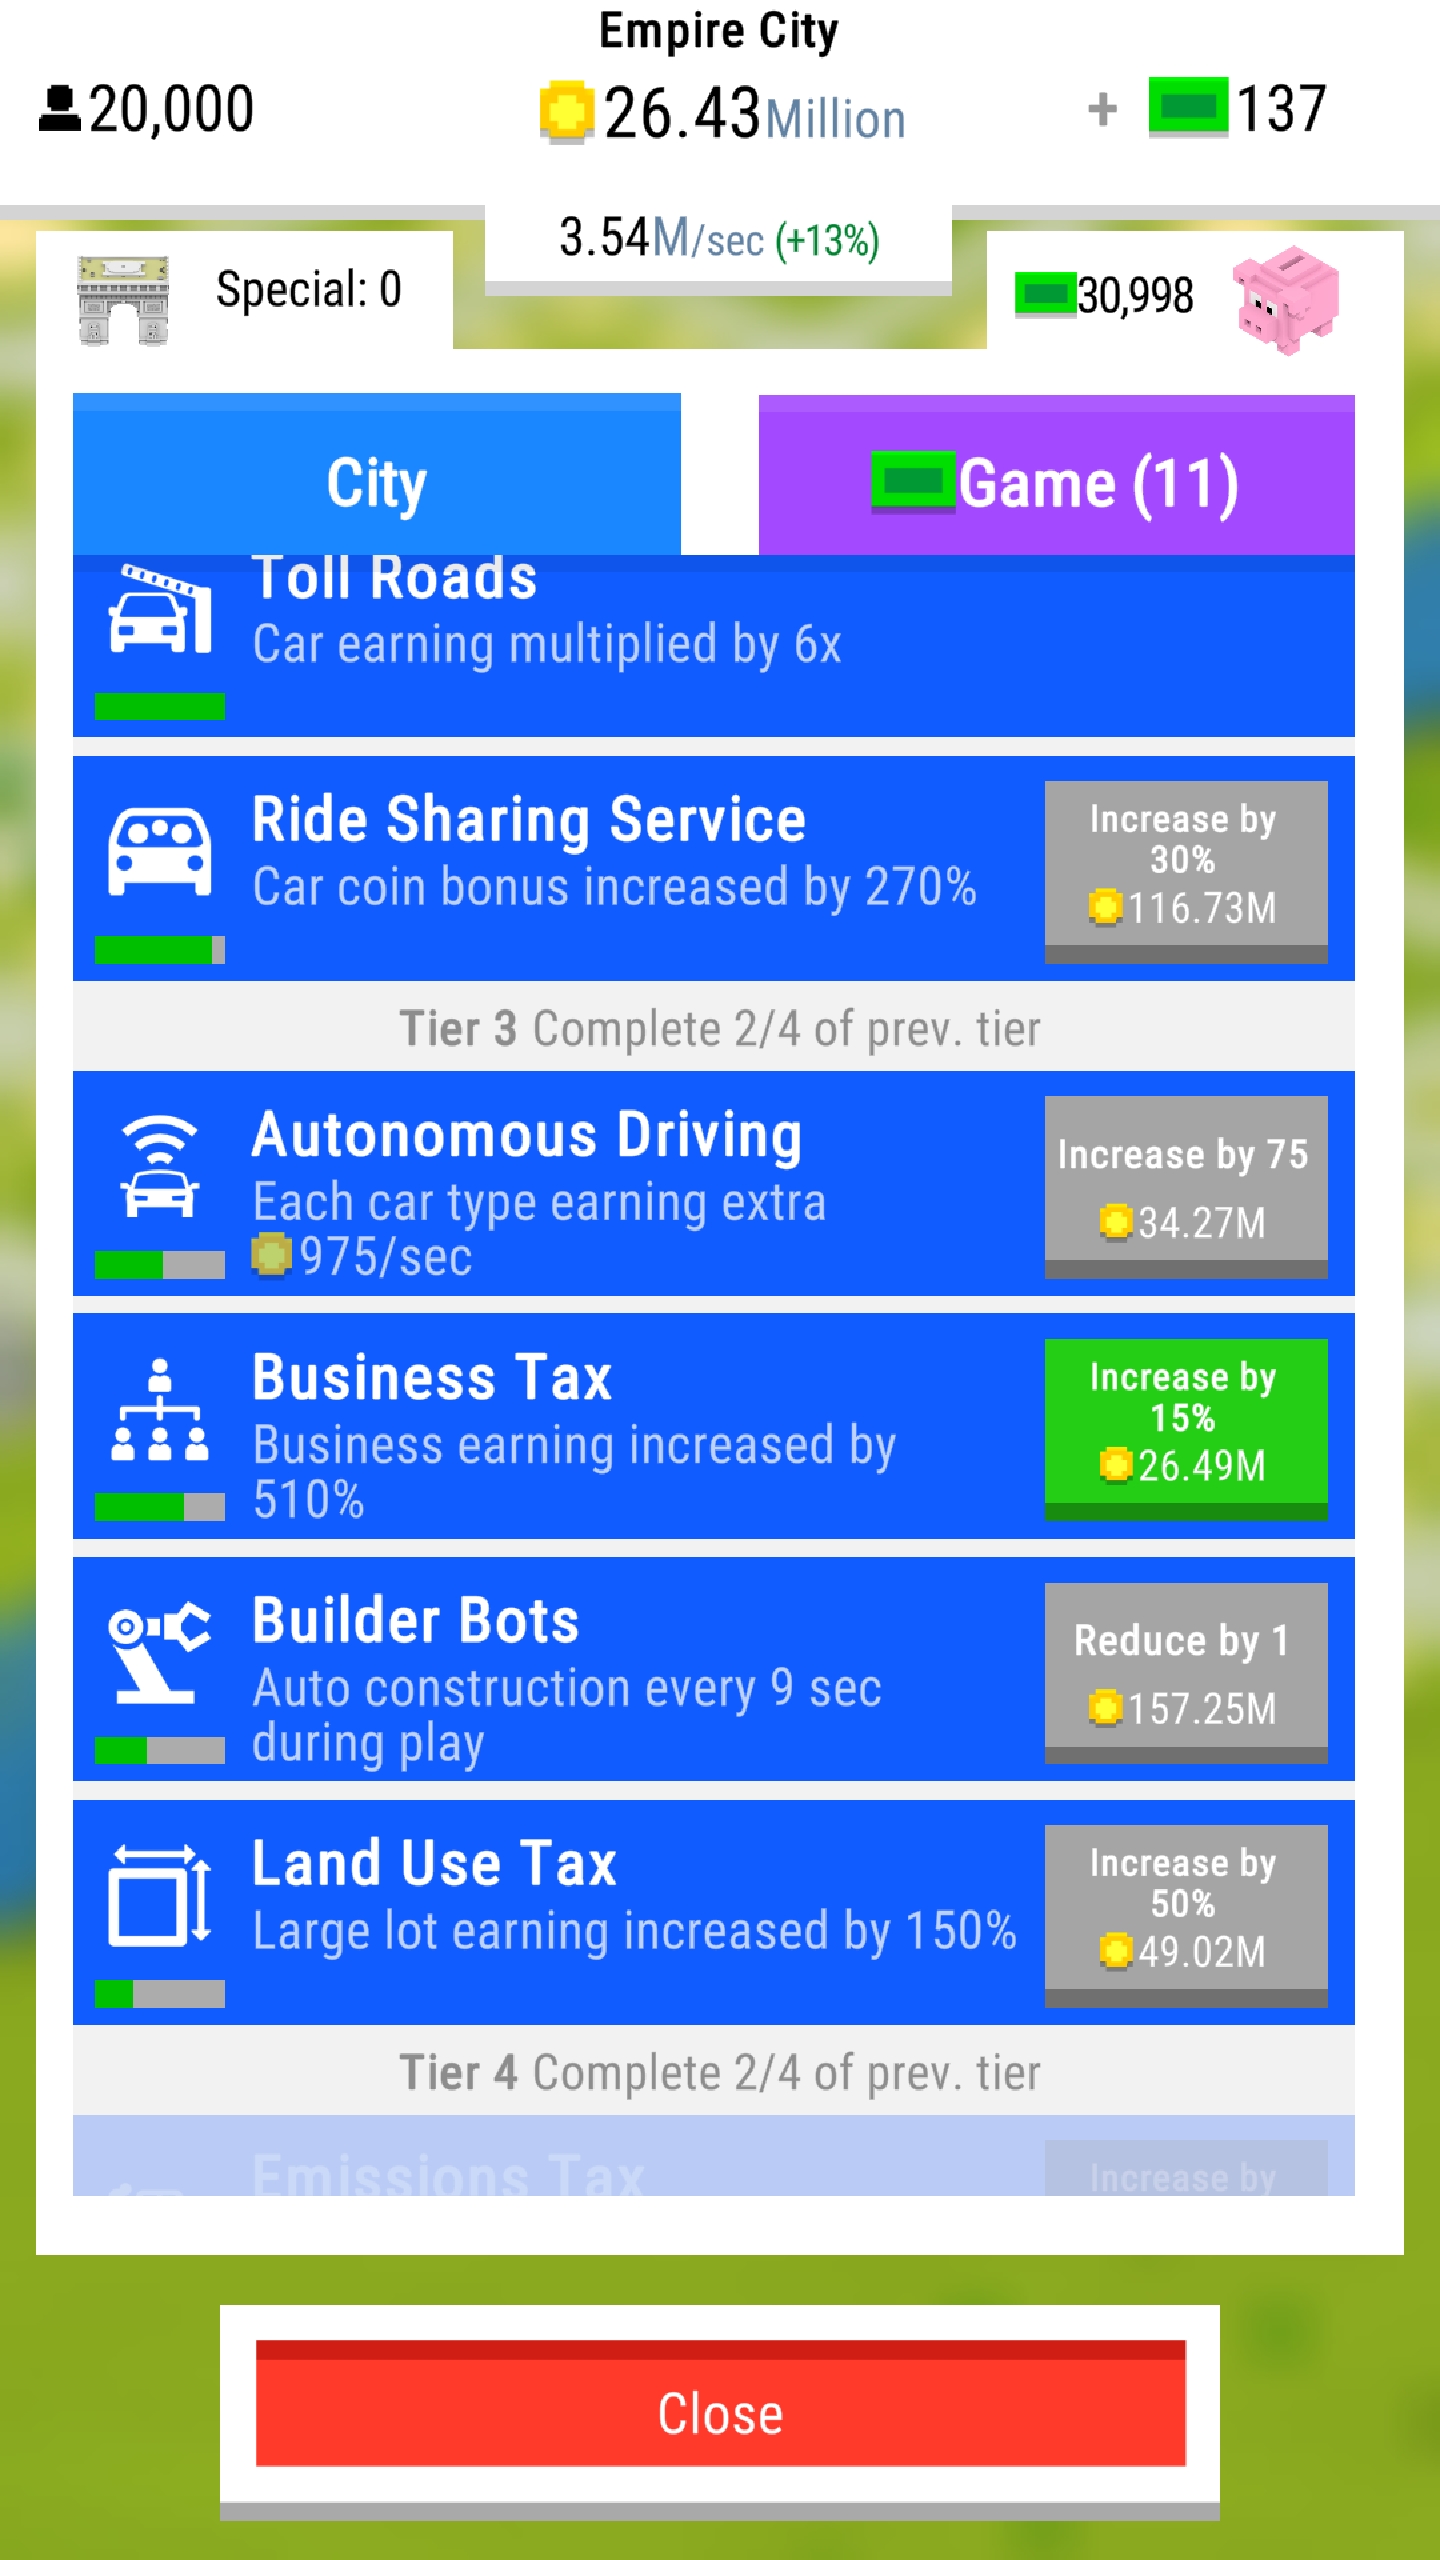 Empire City
20,000
26.43Million
+ 137
3.54M/sec (+13%)
Special: 0
30,998
City
Game (11)
Toll Roads
Car earning multiplied by 6x
Ride Sharing Service
Car coin bonus increased by 270%
Increase by
30%
116.73M
Tier 3 Complete 2/4 of prev. tier
Autonomous Driving
Each car type earning extra
975/sec
Increase by 75
34.27M
Business Tax
Business earning increased by
510%
Increase by
15%
26.49M
Builder Bots
Auto construction every 9 sec
during play
Reduce by 1
157.25M
Land Use Tax
Large lot earning increased by 150%
Increase by
50%
49.02M
Tier 4 Complete 2/4 of prev. tier
Emissions Tax
Increase by
Close